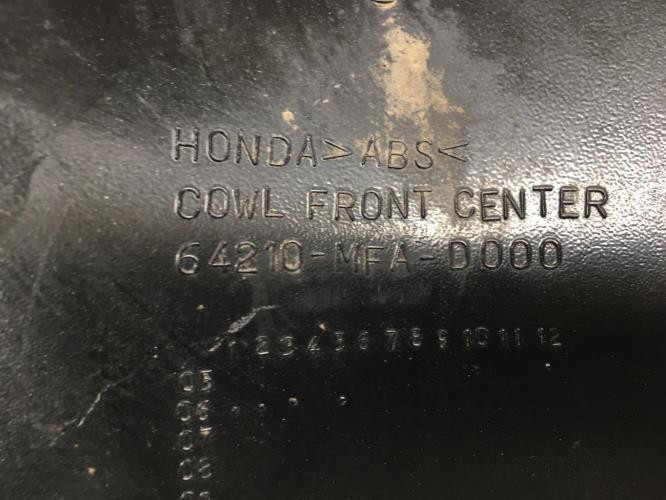 HONDA >ABS<
COWL FRONT CENTER
64210-MFA-D000
1 2 3 4 5 6 7 8 9 10 11 12
05
06
07
08